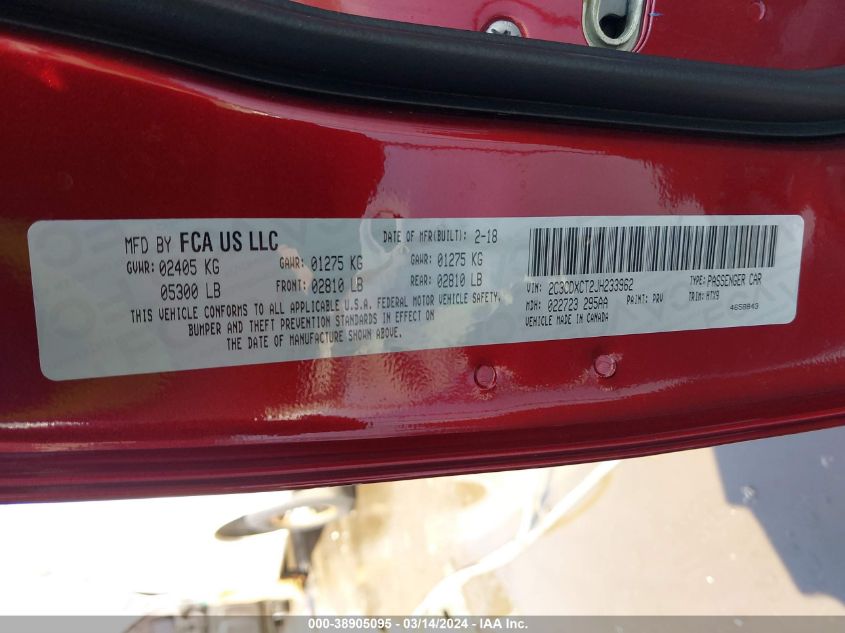 MFD BY FCA US LLC
DATE OF MFR(BUILT): 2-18
GVWR: 02405 KG
GAWR: 01275 KG
GAWR: 01275 KG
05300 LB
FRONT: 02810 LB
REAR: 02810 LB
THIS VEHICLE CONFORMS TO ALL APPLICABLE U.S.A. FEDERAL MOTOR VEHICLE SAFETY,
BUMPER AND THEFT PREVENTION STANDARDS IN EFFECT ON
THE DATE OF MANUFACTURE SHOWN ABOVE.
VIN: 2C3CDXCT2JH233962
TYPE: PASSENGER CAR
MDH: 022723 295AA
PAINT: PRV
TRIM: HTX9
VEHICLE MADE IN CANADA
4658843
000-38905095 - 03/14/2024 - IAA Inc.